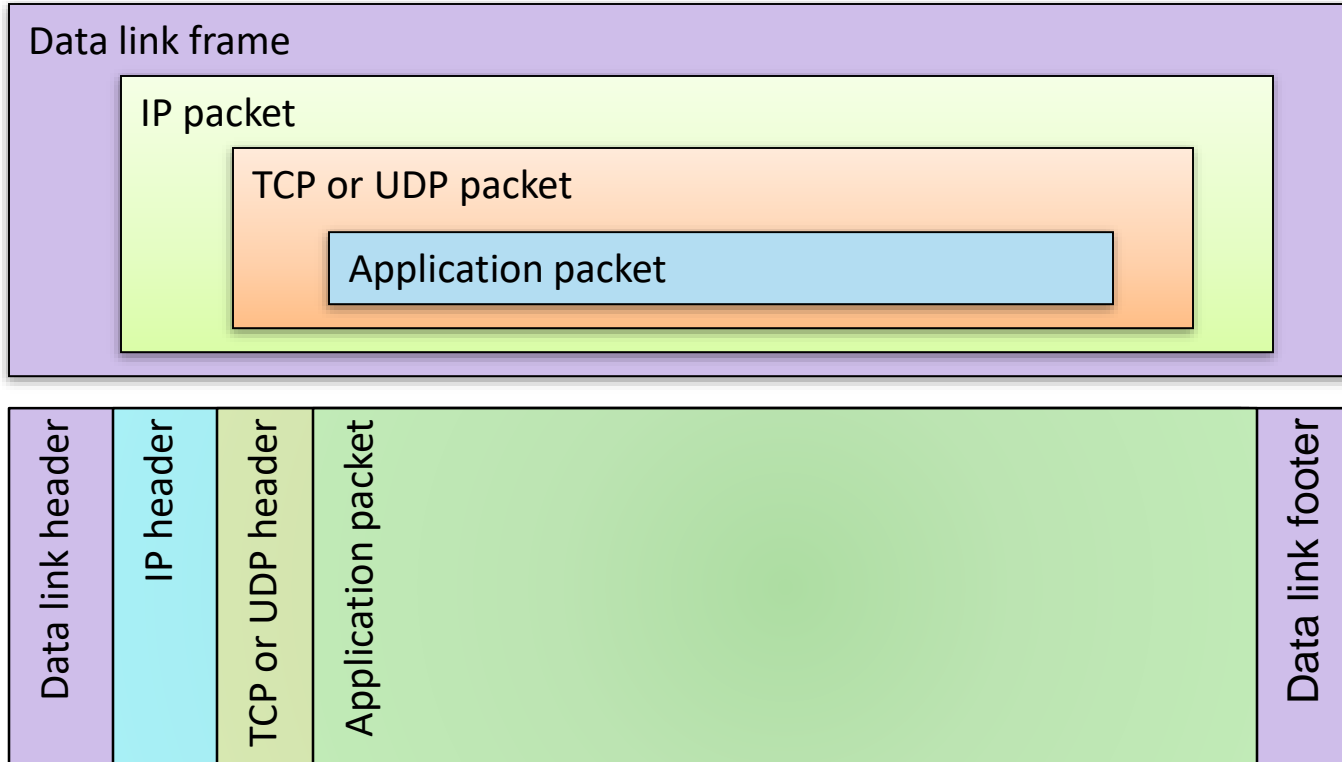 Data link frame
IP packet
TCP or UDP packet
Application packet
Data link header
IP header
TCP or UDP header
Application packet
Data link footer